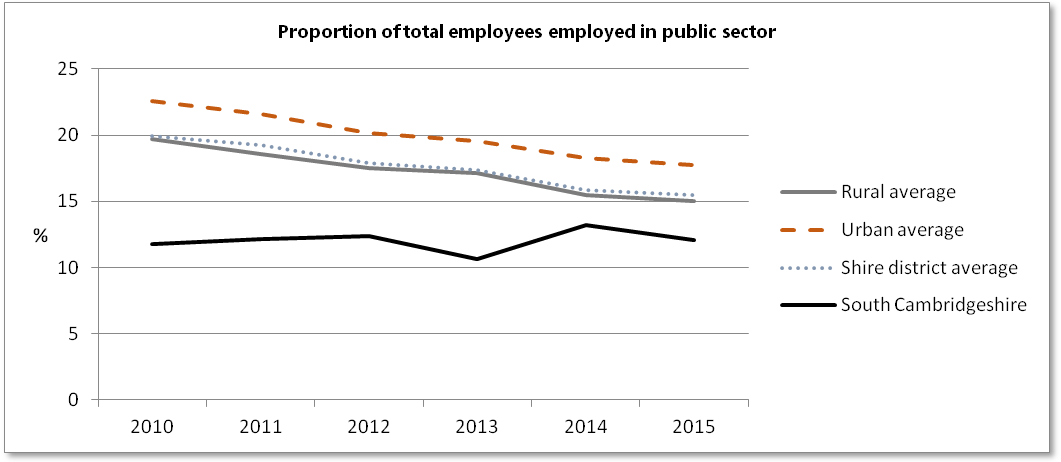 Proportion of total employees employed in public sector
25
20
15
10
5
0
%
2010 2011 2012 2013 2014 2015
Rural average
Urban average
Shire district average
South Cambridgeshire